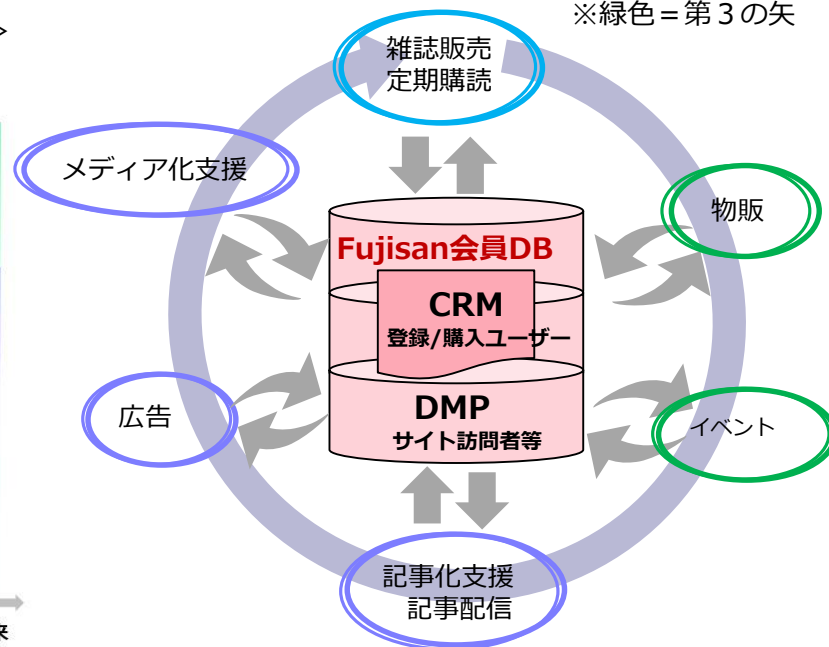 ※緑色=第3の矢
>
雑誌販売
定期購読
メディア化支援
物販
Fujisan会員DB
CRM
登録/購入ユーザー
広告
DMP
サイト訪問者等
イベント
記事化支援
記事配信
来